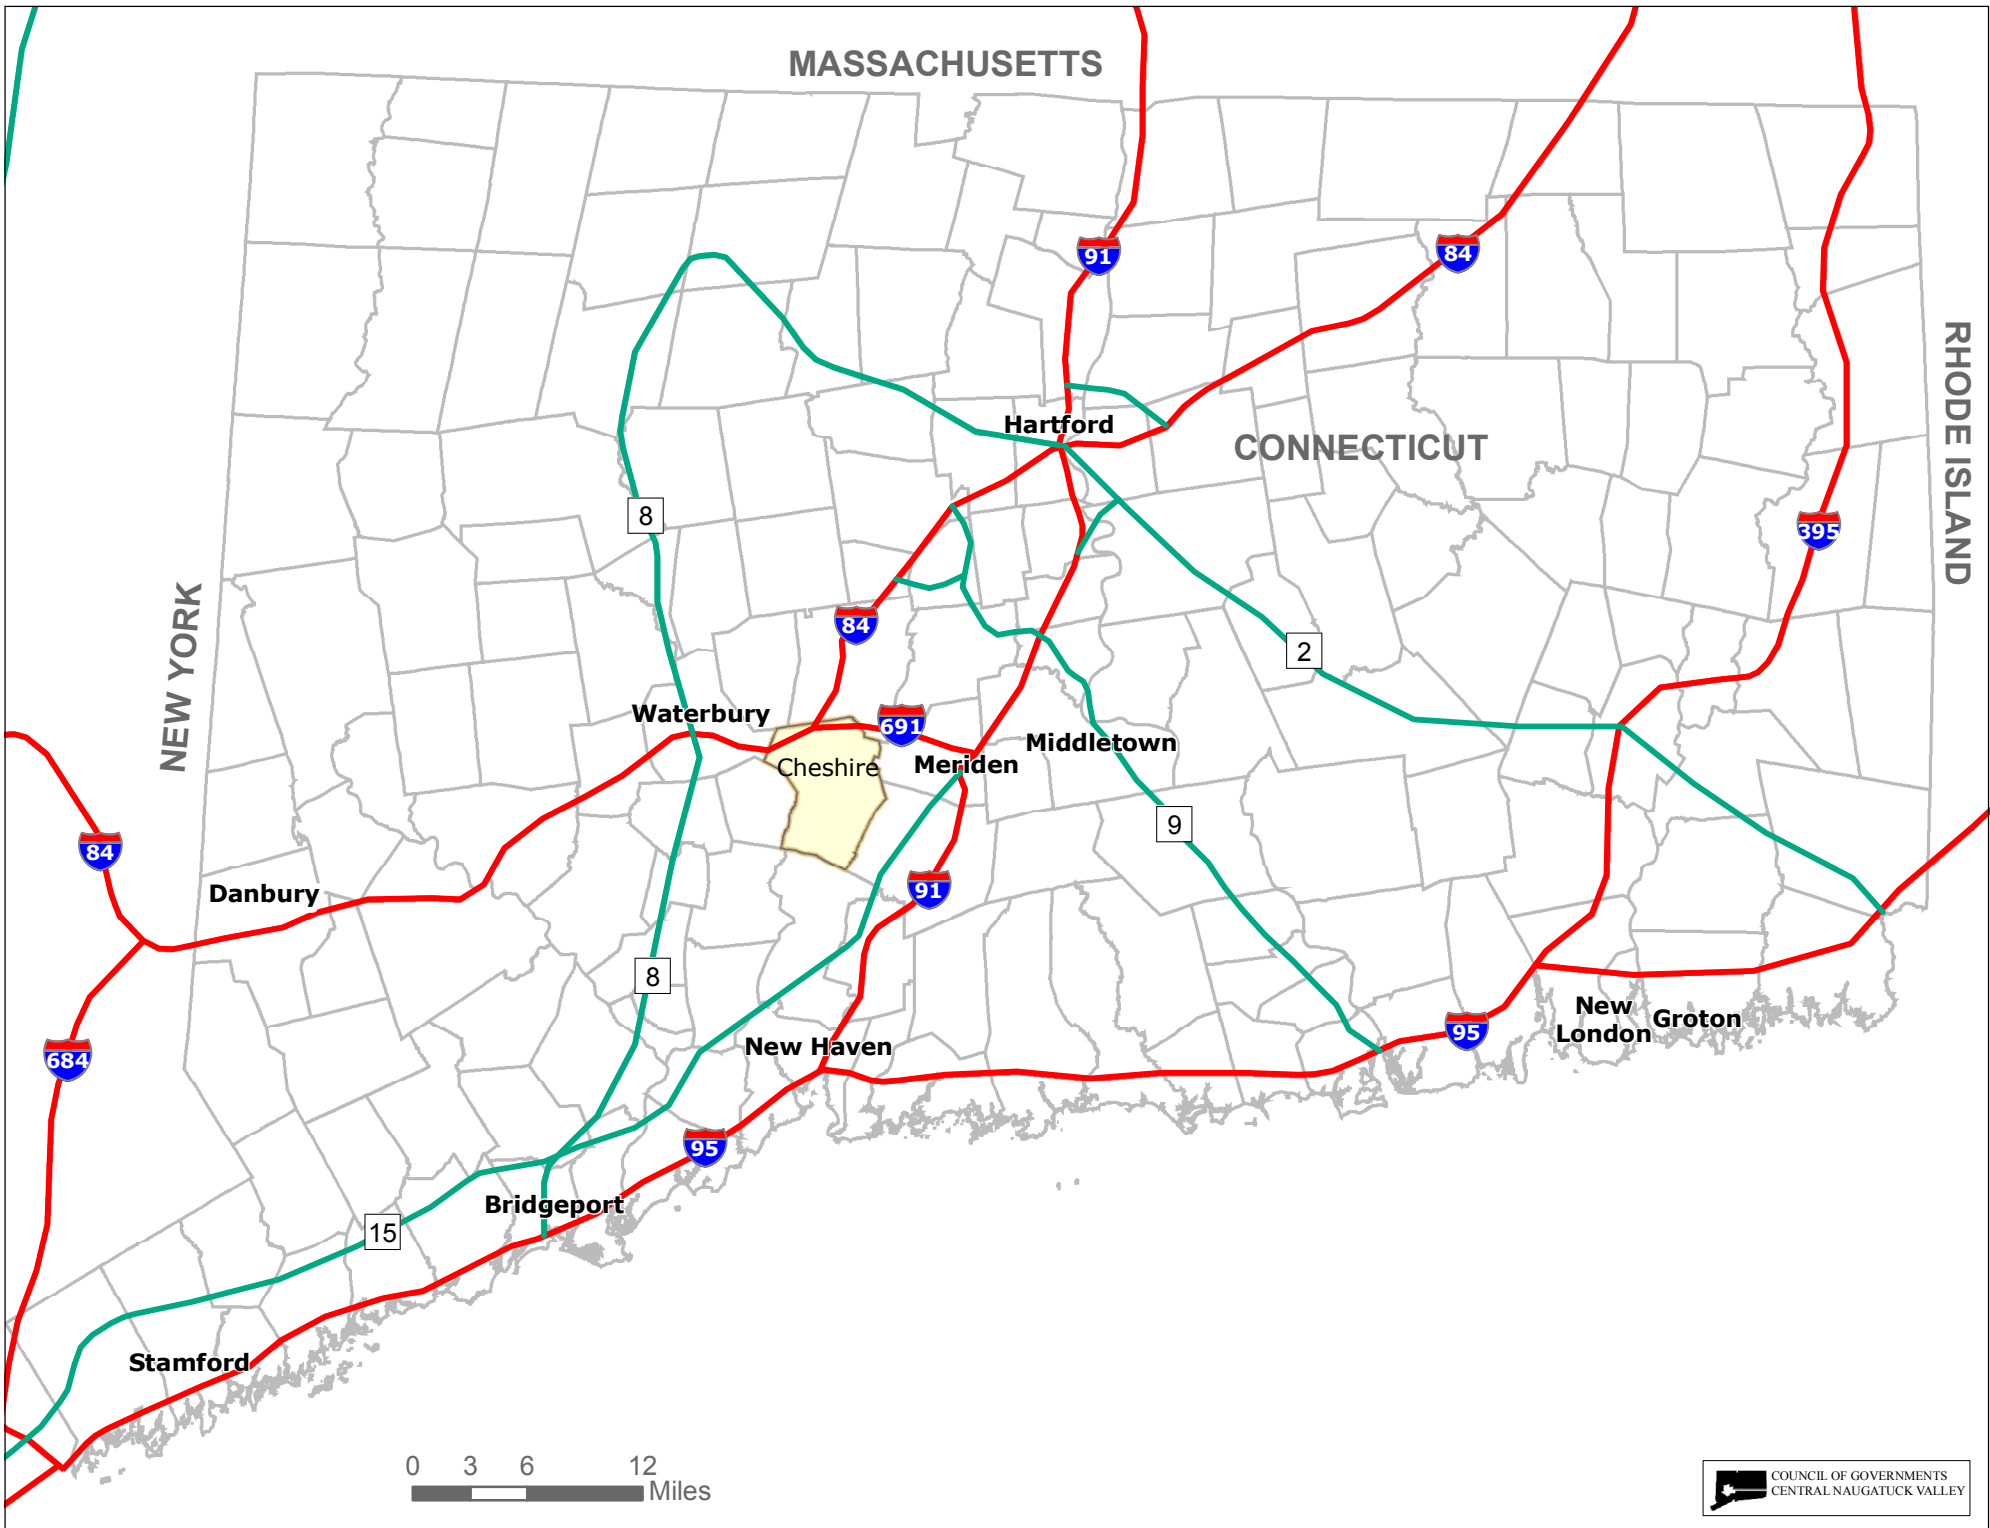 MASSACHUSETTS
91
84
RHODE ISLAND
Hartford
CONNECTICUT
8
395
NEW YORK
84
2
Waterbury
691
Middletown
Cheshire
Meriden
9
84
Danbury
91
8
New
London
Groton
95
New Haven
684
95
Bridgeport
15
Stamford
0 3 6 12
Miles
COUNCIL OF GOVERNMENTS
CENTRAL NAUGATUCK VALLEY